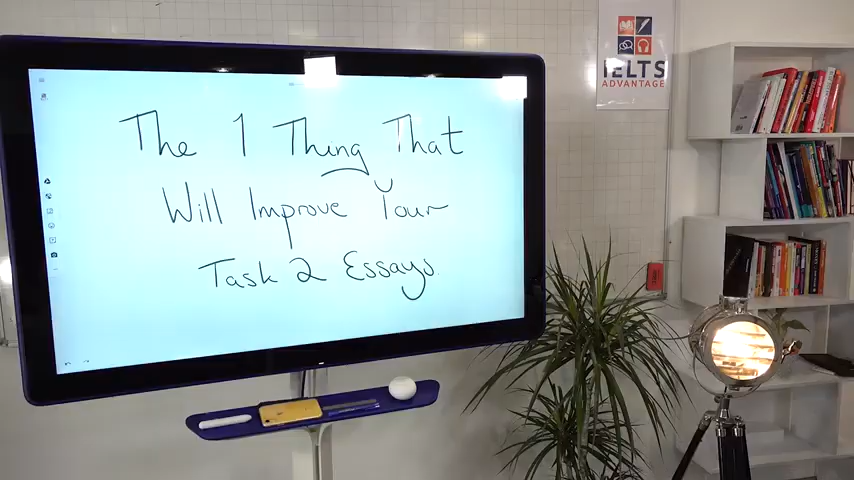 The 1 Thing That
Will Improve Your
Task 2 Essays
IELTS
ADVANTAGE